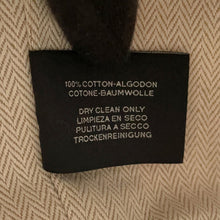 100% COTTON-ALGODON
COTONE-BAUMWOLLE
DRY CLEAN ONLY
LIMPIEZA EN SECO
PULITURA A SECCO
TROCKENREINIGUNG